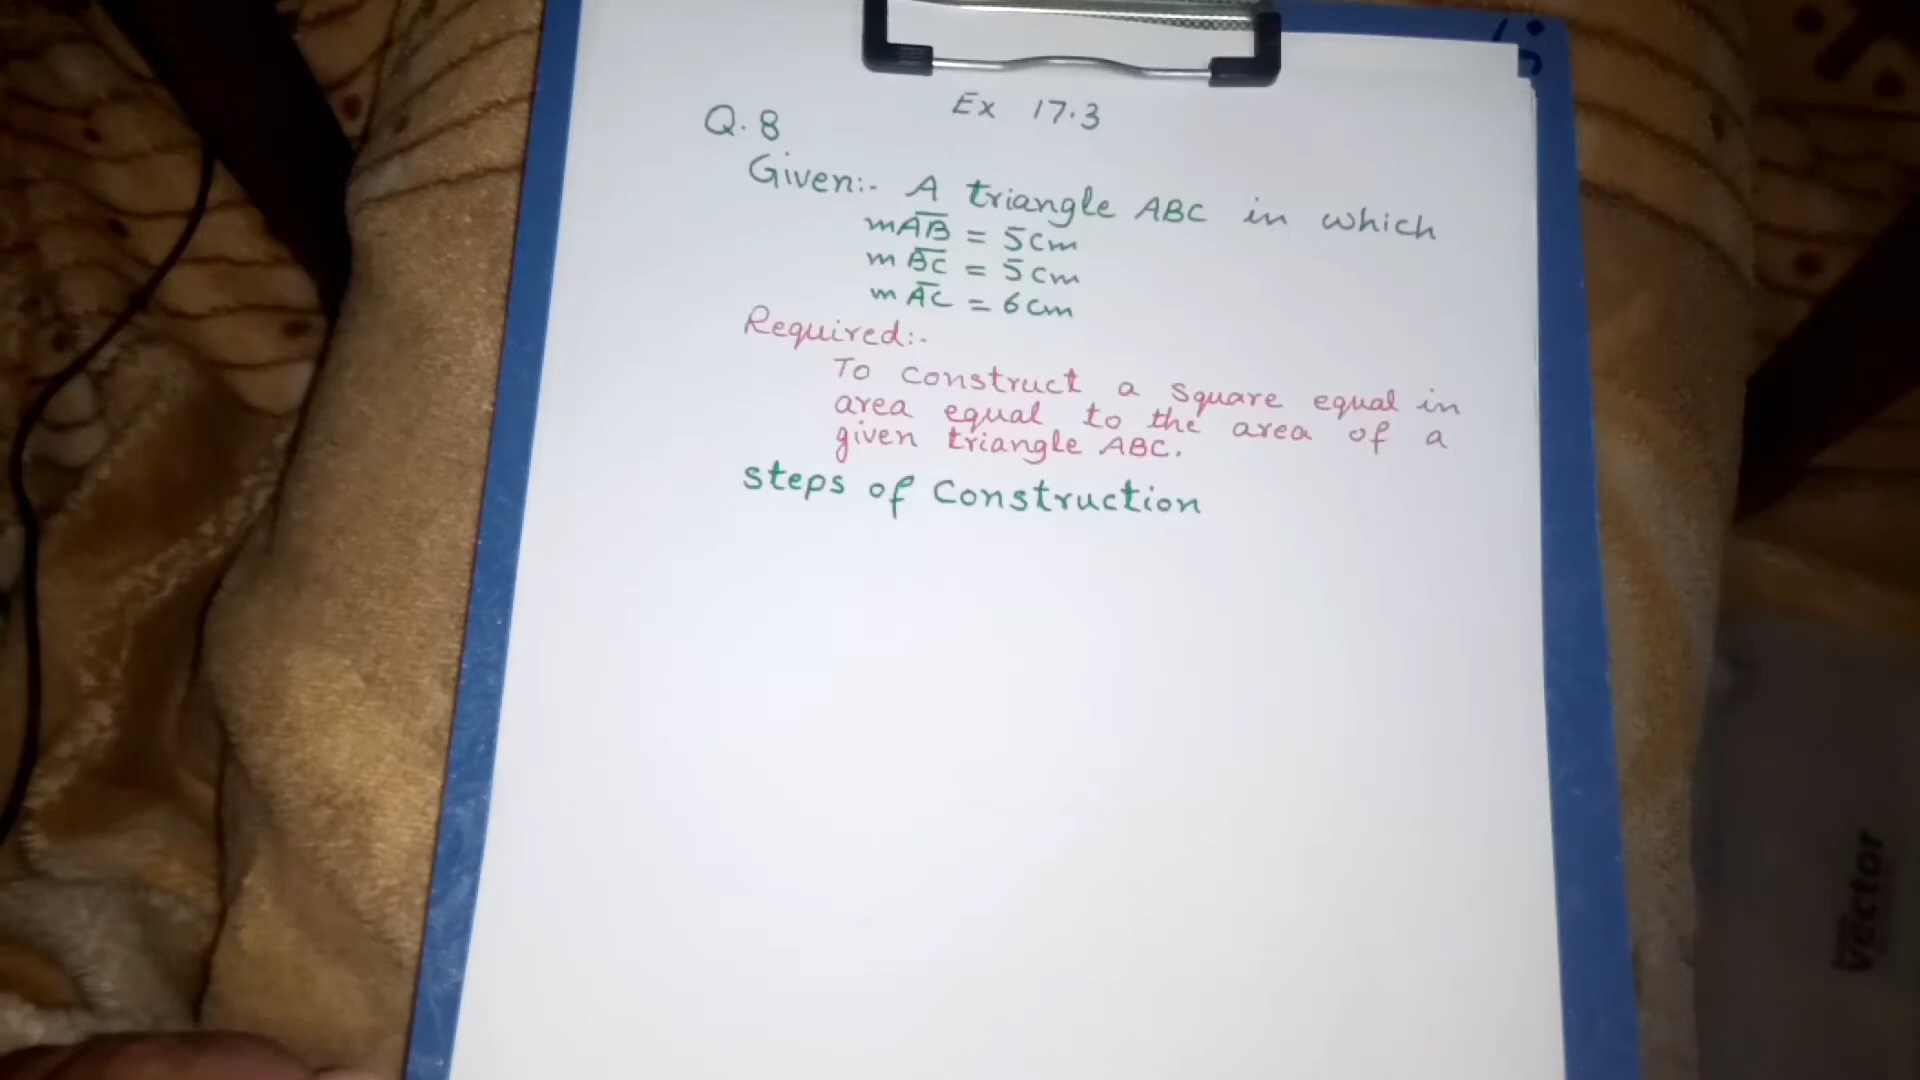 Ex 17.3
Q.8
Given:- A triangle ABC in which
mAB = 5cm
mBC = 5cm
mAC = 6cm
Required:-
To construct a square equal in
area equal to the area of a
given triangle ABC.
steps of Construction
vector